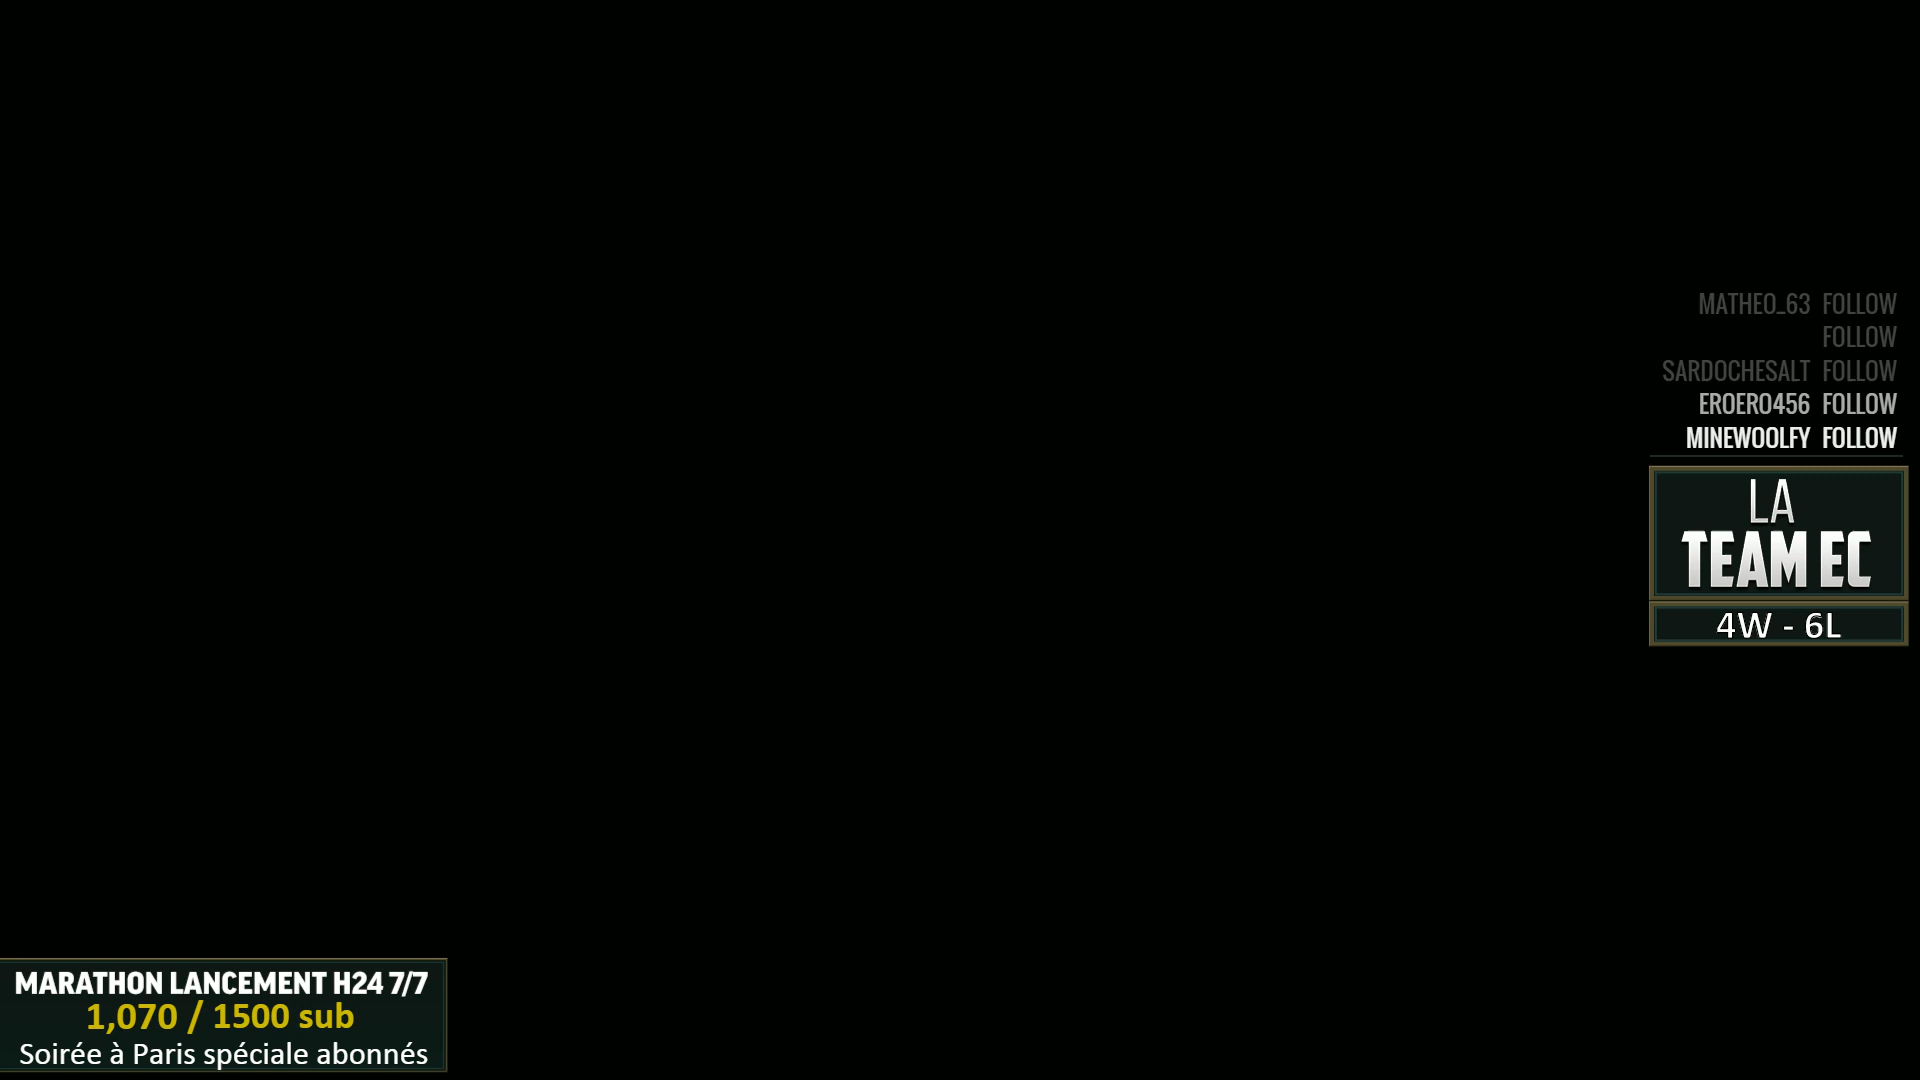 MATHEO_63 FOLLOW
FOLLOW
SARDOCHESALT FOLLOW
EROERO456 FOLLOW
MINEWOOLFY FOLLOW
LA
TEAM EC
4W - 6L
MARATHON LANCEMENT H24 7/7
1,070 / 1500 sub
Soirée à Paris spéciale abonnés